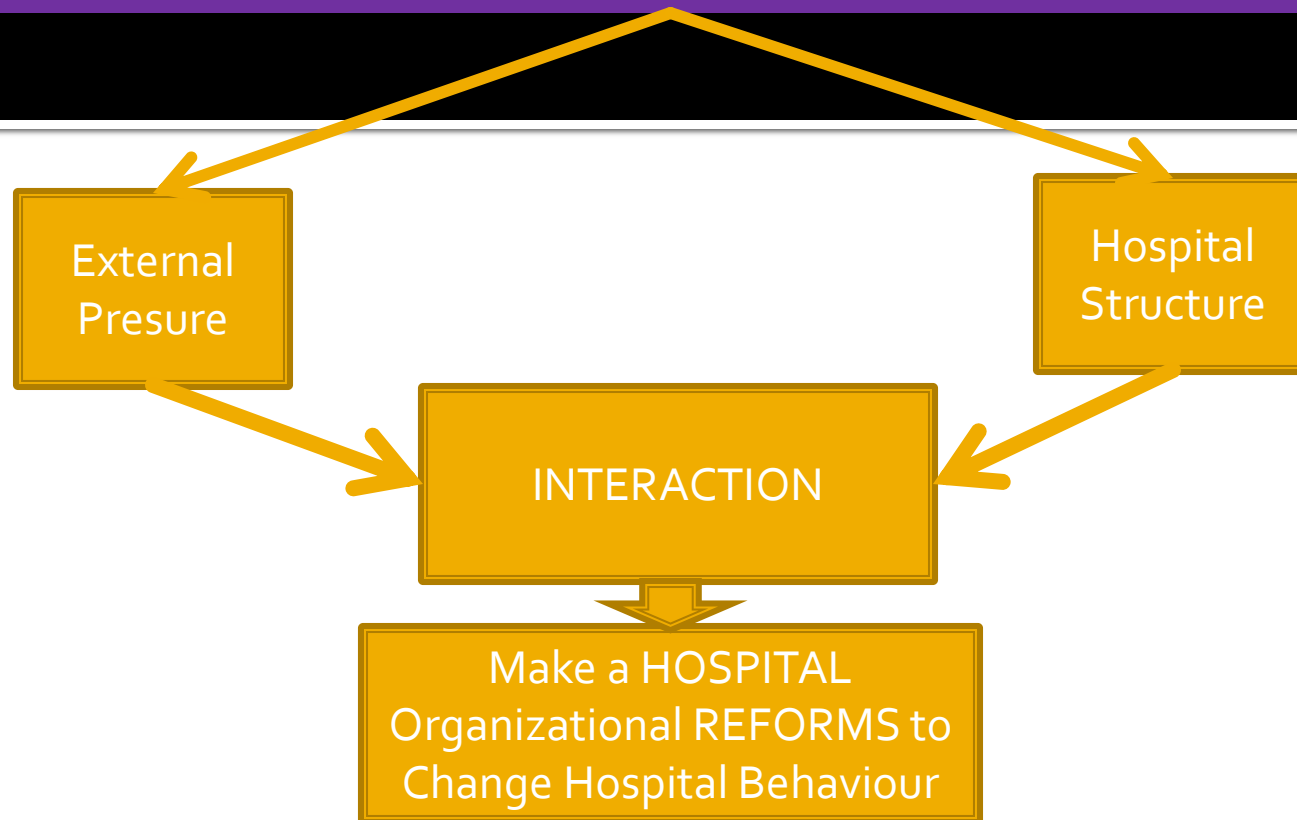 External
Presure
Hospital
Structure
INTERACTION
Make a HOSPITAL
Organizational REFORMS to
Change Hospital Behaviour